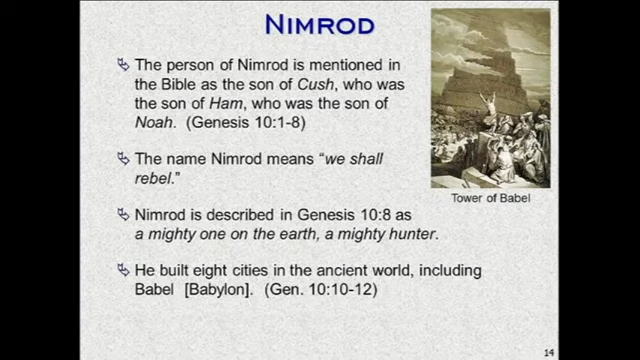 NIMROD
The person of Nimrod is mentioned in
the Bible as the son of Cush, who was
the son of Ham, who was the son of
Noah. (Genesis 10:1-8)
The name Nimrod means “we shall
rebel.”
Nimrod is described in Genesis 10:8 as
a mighty one on the earth, a mighty hunter.
He built eight cities in the ancient world, including
Babel [Babylon]. (Gen. 10:10-12)
Tower of Babel
14